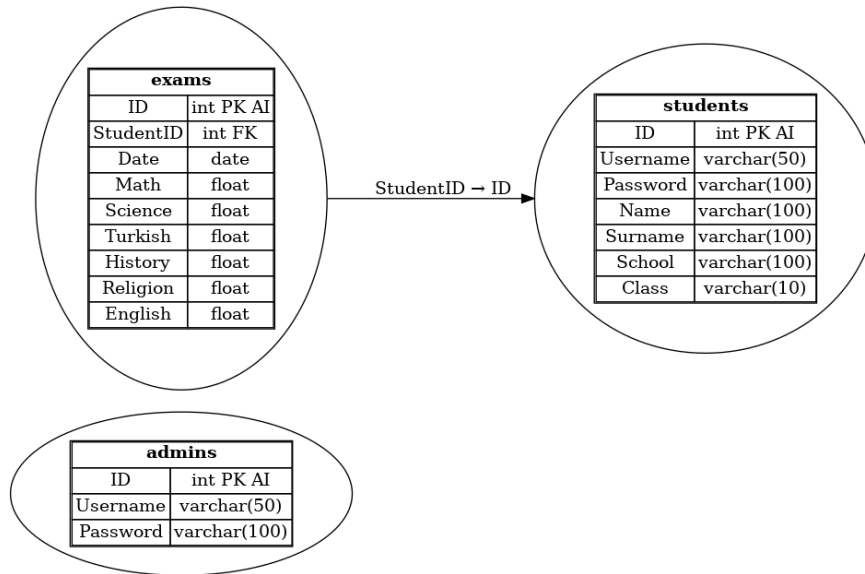 exams
ID int PK AI
StudentID int FK
Date date
Math float
Science float
Turkish float
History float
Religion float
English float
StudentID → ID
students
ID int PK AI
Username varchar(50)
Password varchar(100)
Name varchar(100)
Surname varchar(100)
School varchar(100)
Class varchar(10)
admins
ID int PK AI
Username varchar(50)
Password varchar(100)